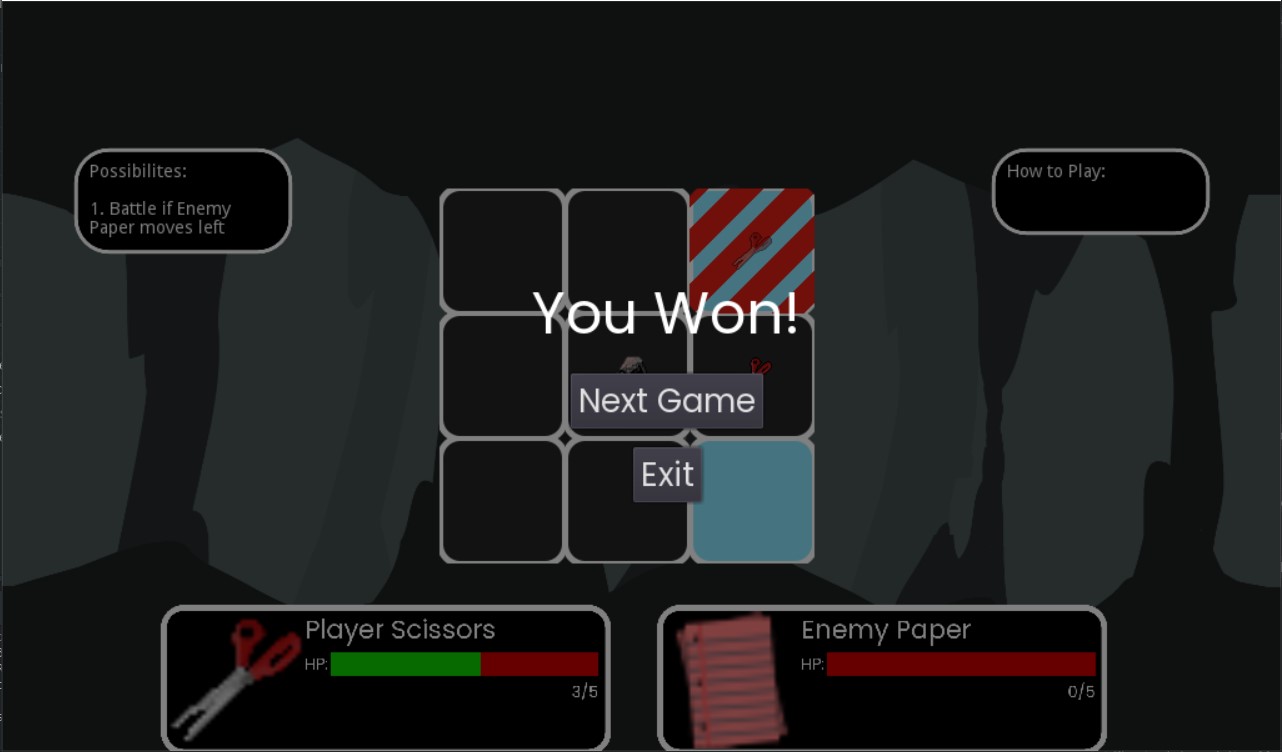 Possibilites:
1. Battle if Enemy
Paper moves left
How to Play:
You Won!
Next Game
Exit
Player Scissors
HP:
3/5
Enemy Paper
HP:
0/5